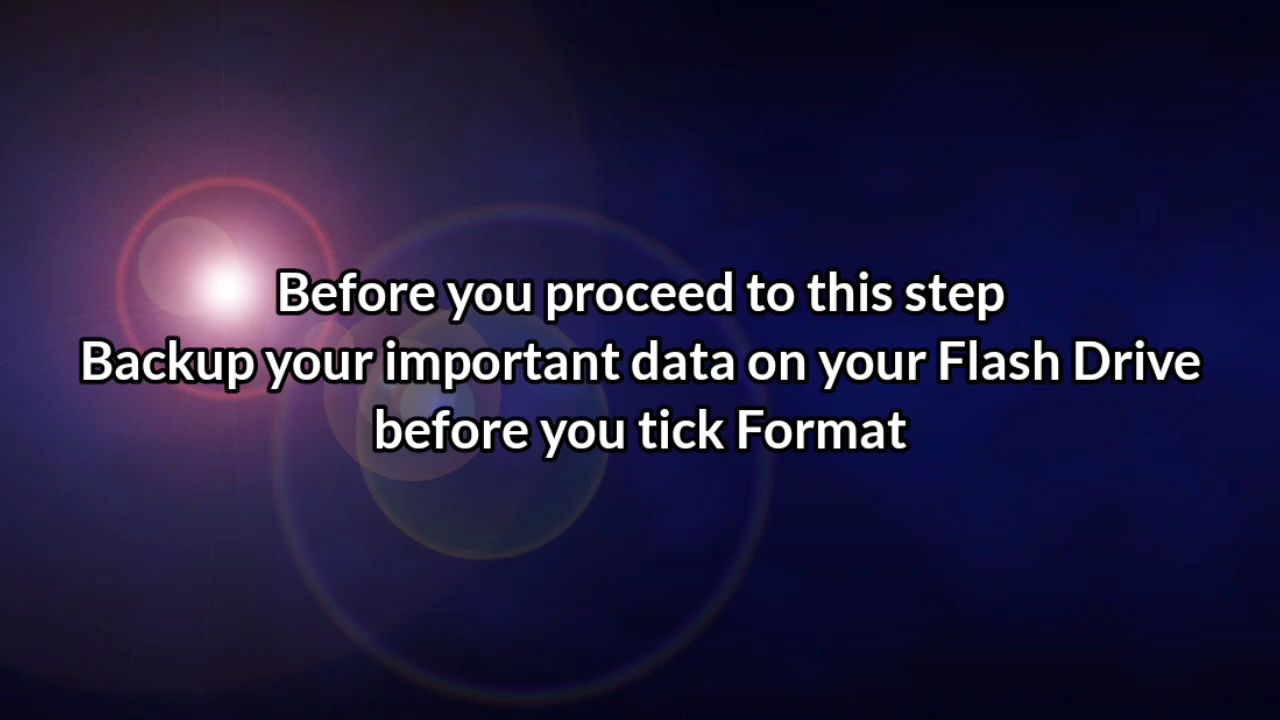 Before you proceed to this step
Backup your important data on your Flash Drive
before you tick Format